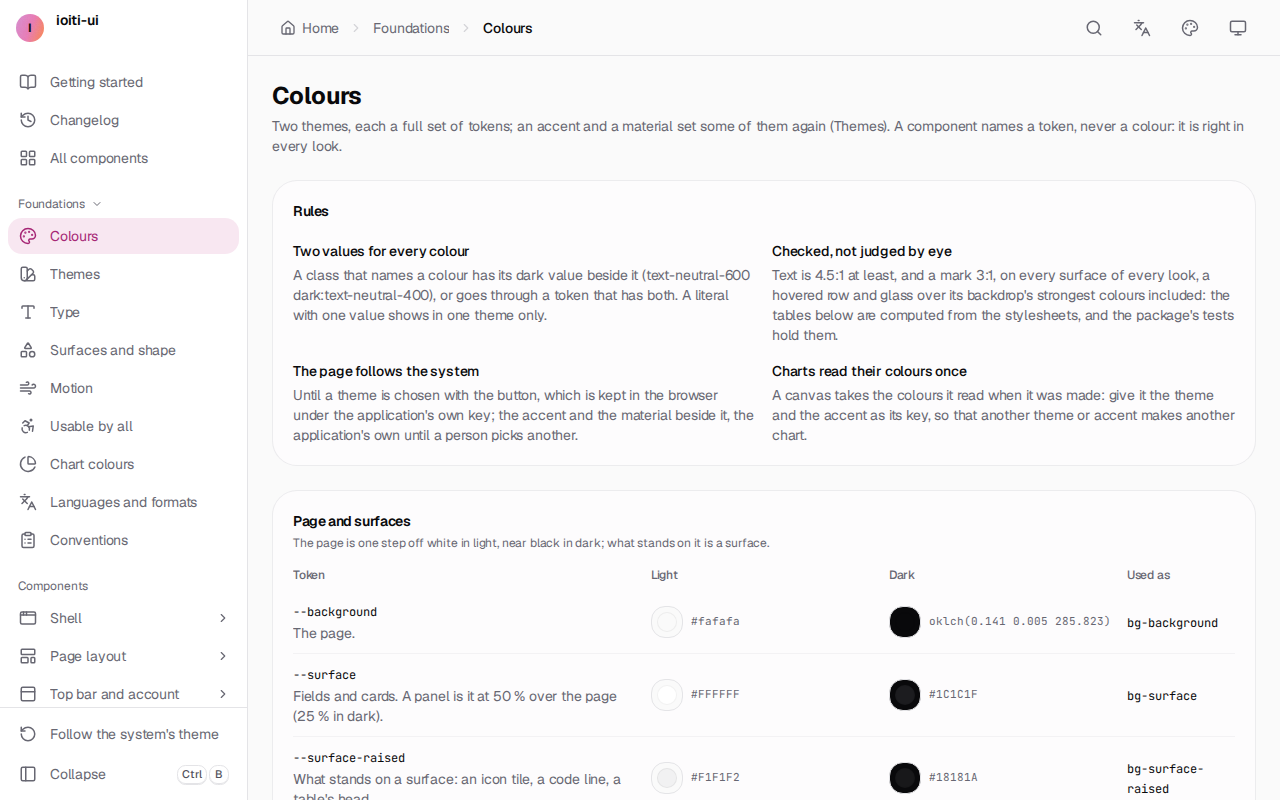 I
ioiti-ui
Getting started
Changelog
All components
Foundations
Colours
Themes
Type
Surfaces and shape
Motion
Usable by all
Chart colours
Languages and formats
Conventions
Components
Shell
Page layout
Top bar and account
Follow the system's theme
Collapse
Ctrl B
Home
Foundations
Colours
Colours
Two themes, each a full set of tokens; an accent and a material set some of them again (Themes). A component names a token, never a colour: it is right in
every look.
Rules
Two values for every colour
A class that names a colour has its dark value beside it (text-neutral-600
dark:text-neutral-400), or goes through a token that has both. A literal
with one value shows in one theme only.
Checked, not judged by eye
Text is 4.5:1 at least, and a mark 3:1, on every surface of every look, a
hovered row and glass over its backdrop's strongest colours included: the
tables below are computed from the stylesheets, and the package's tests
hold them.
The page follows the system
Until a theme is chosen with the button, which is kept in the browser
under the application's own key; the accent and the material beside it, the
application's own until a person picks another.
Charts read their colours once
A canvas takes the colours it read when it was made: give it the theme
and the accent as its key, so that another theme or accent makes another
chart.
Page and surfaces
The page is one step off white in light, near black in dark; what stands on it is a surface.
Token Light Dark Used as
--background
The page.
#fafafa
oklch(0.141 0.005 285.823)
bg-background
--surface
Fields and cards. A panel is it at 50 % over the page
(25 % in dark).
#FFFFFF
#1C1C1F
bg-surface
--surface-raised
What stands on a surface: an icon tile, a code line, a
table's head.
#F1F1F2
#18181A
bg-surface-
raised